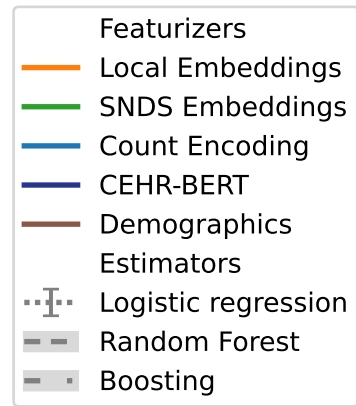 Featurizers
Local Embeddings
SNDS Embeddings
Count Encoding
CEHR-BERT
Demographics
Estimators
Logistic regression
Random Forest
Boosting